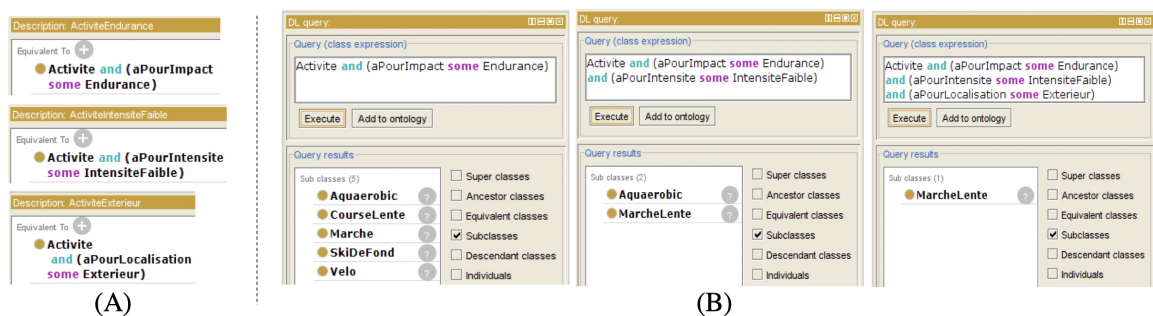 Description: ActiviteEndurance
Equivalent To
Activite and (aPourImpact
some Endurance)
Description: ActiviteIntensiteFaible
Equivalent To
Activite and (aPourIntensite
some IntensiteFaible)
Description: ActiviteExterieur
Equivalent To
Activite
and (aPourLocalisation
some Exterieur)
(A)
DL query:
Query (class expression)
Activite and (aPourImpact some Endurance)
Execute
Add to ontology
Query results
Sub classes (5)
Aquaerobic ?
CourseLente ?
Marche ?
SkiDeFond ?
Velo ?
Super classes
Ancestor classes
Equivalent classes
Subclasses
Descendant classes
Individuals
DL query:
Query (class expression)
Activite and (aPourImpact some Endurance)
and (aPourIntensite some IntensiteFaible)
Execute
Add to ontology
Query results
Sub classes (2)
Aquaerobic ?
MarcheLente ?
Super classes
Ancestor classes
Equivalent classes
Subclasses
Descendant classes
Individuals
DL query:
Query (class expression)
Activite and (aPourImpact some Endurance)
and (aPourIntensite some IntensiteFaible)
and (aPourLocalisation some Exterieur)
Execute
Add to ontology
Query results
Sub classes (1)
MarcheLente ?
Super classes
Ancestor classes
Equivalent classes
Subclasses
Descendant classes
Individuals
(B)